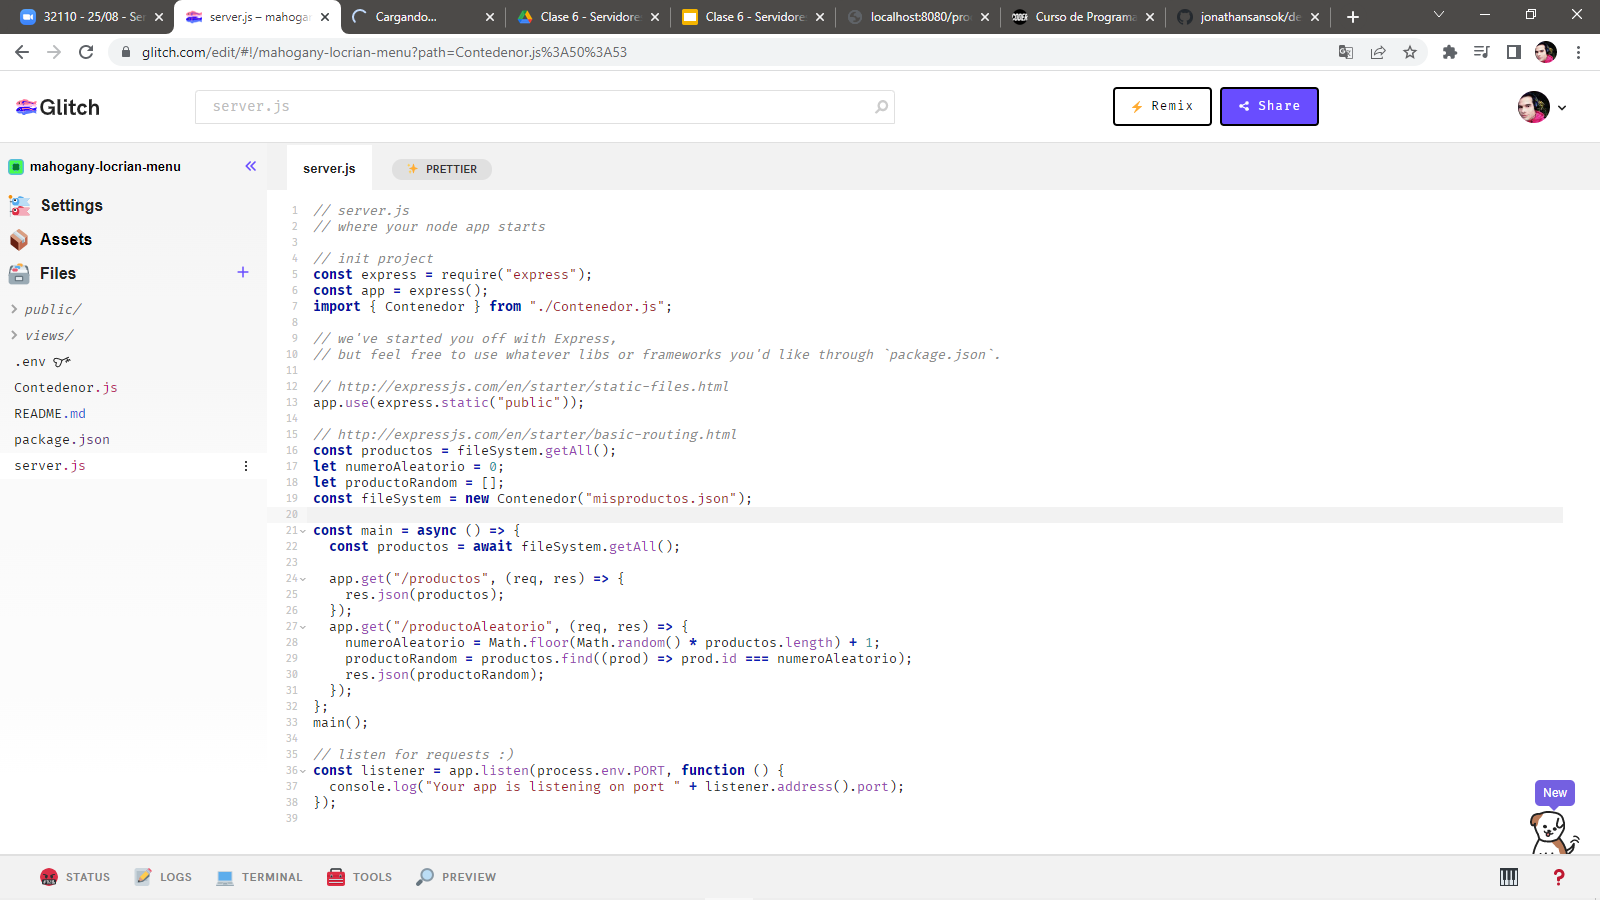 32110 - 25/08 - Ser
server.js – mahogan
Cargando...
Clase 6 - Servidores
Clase 6 - Servidores
localhost:8080/pro
CODER
Curso de Programa
jonathansansok/de
glitch.com/edit/#!/mahogany-locrian-menu?path=Contedenor.js%3A50%3A53
Glitch
server.js
Remix
Share
mahogany-locrian-menu
Settings
Assets
Files
public/
views/
.env
Contedenor.js
README.md
package.json
server.js
server.js
PRETTIER
1 // server.js
2 // where your node app starts
3
4 // init project
5 const express = require("express");
6 const app = express();
7 import { Contenedor } from "./Contenedor.js";
8
9 // we've started you off with Express,
10 // but feel free to use whatever libs or frameworks you'd like through `package.json`.
11
12 // http://expressjs.com/en/starter/static-files.html
13 app.use(express.static("public"));
14
15 // http://expressjs.com/en/starter/basic-routing.html
16 const productos = fileSystem.getAll();
17 let numeroAleatorio = 0;
18 let productoRandom = [];
19 const fileSystem = new Contenedor("misproductos.json");
20
21 const main = async () => {
22 const productos = await fileSystem.getAll();
23
24 app.get("/productos", (req, res) => {
25 res.json(productos);
26 });
27 app.get("/productoAleatorio", (req, res) => {
28 numeroAleatorio = Math.floor(Math.random() * productos.length) + 1;
29 productoRandom = productos.find((prod) => prod.id === numeroAleatorio);
30 res.json(productoRandom);
31 });
32 };
33 main();
34
35 // listen for requests :)
36 const listener = app.listen(process.env.PORT, function () {
37 console.log("Your app is listening on port " + listener.address().port);
38 });
39
New
STATUS
LOGS
TERMINAL
TOOLS
PREVIEW
?